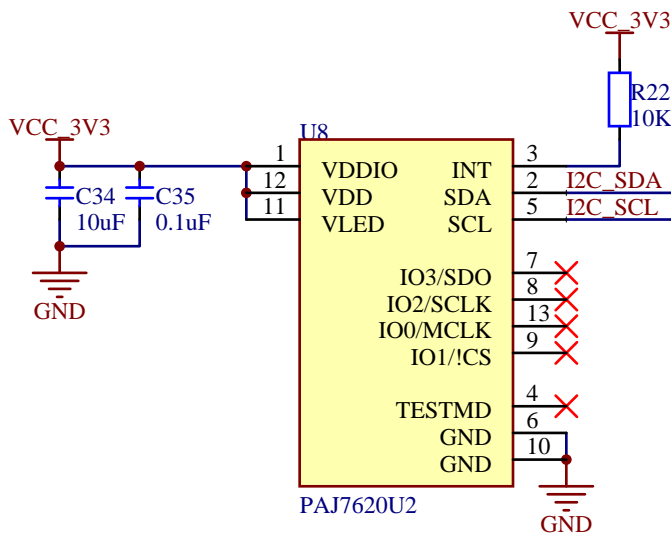 VCC_3V3
R22
10K
U8
VCC_3V3
1 VDDIO INT 3
I2C_SDA
12 VDD SDA 2
C34 C35
11 VLED SCL 5
I2C_SCL
10uF 0.1uF
GND
IO3/SDO 7
IO2/SCLK 8
IO0/MCLK 13
IO1/!CS 9
TESTMD 4
GND 6
GND 10
PAJ7620U2
GND